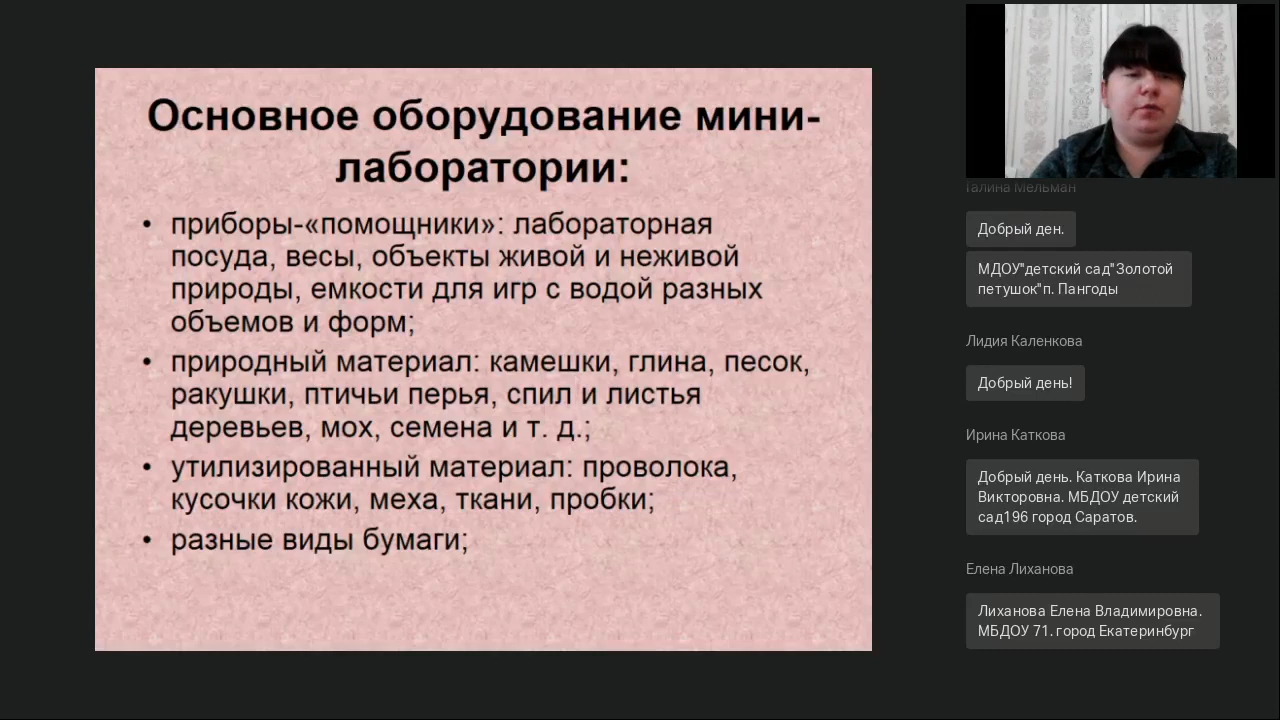 Основное оборудование мини-
лаборатории:
• приборы-«помощники»: лабораторная
посуда, весы, объекты живой и неживой
природы, емкости для игр с водой разных
объемов и форм;
• природный материал: камешки, глина, песок,
ракушки, птичьи перья, спил и листья
деревьев, мох, семена и т. д.;
• утилизированный материал: проволока,
кусочки кожи, меха, ткани, пробки;
• разные виды бумаги;
Галина Мельман
Добрый ден.
МДОУ"детский сад"Золотой
петушок"п. Пангоды
Лидия Каленкова
Добрый день!
Ирина Каткова
Добрый день. Каткова Ирина
Викторовна. МБДОУ детский
сад196 город Саратов.
Елена Лиханова
Лиханова Елена Владимировна.
МБДОУ 71. город Екатеринбург